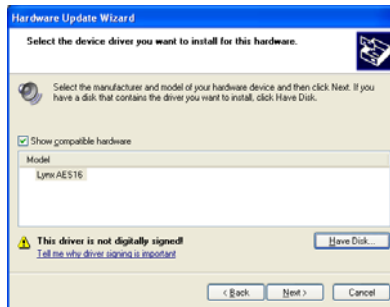 Hardware Update Wizard
Select the device driver you want to install for this hardware.
Select the manufacturer and model of your hardware device and then click Next. If you
have a disk that contains the driver you want to install, click Have Disk.
Show compatible hardware
Model
Lynx AES16
This driver is not digitally signed!
Have Disk...
Tell me why driver signing is important
< Back
Next >
Cancel